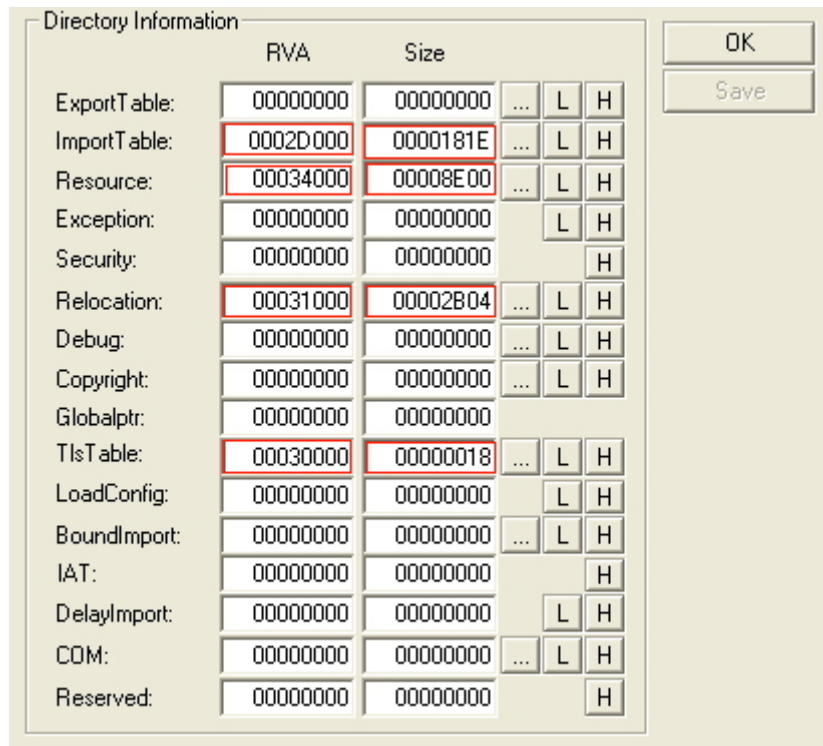 Directory Information
RVA Size
OK
Save
ExportTable: 00000000 00000000 ... L H
ImportTable: 0002D000 0000181E ... L H
Resource: 00034000 00008E00 ... L H
Exception: 00000000 00000000 L H
Security: 00000000 00000000 H
Relocation: 00031000 00002B04 ... L H
Debug: 00000000 00000000 ... L H
Copyright: 00000000 00000000 ... L H
Globalptr: 00000000 00000000
TlsTable: 00030000 00000018 ... L H
LoadConfig: 00000000 00000000 L H
BoundImport: 00000000 00000000 ... L H
IAT: 00000000 00000000 H
DelayImport: 00000000 00000000 L H
COM: 00000000 00000000 ... L H
Reserved: 00000000 00000000 H